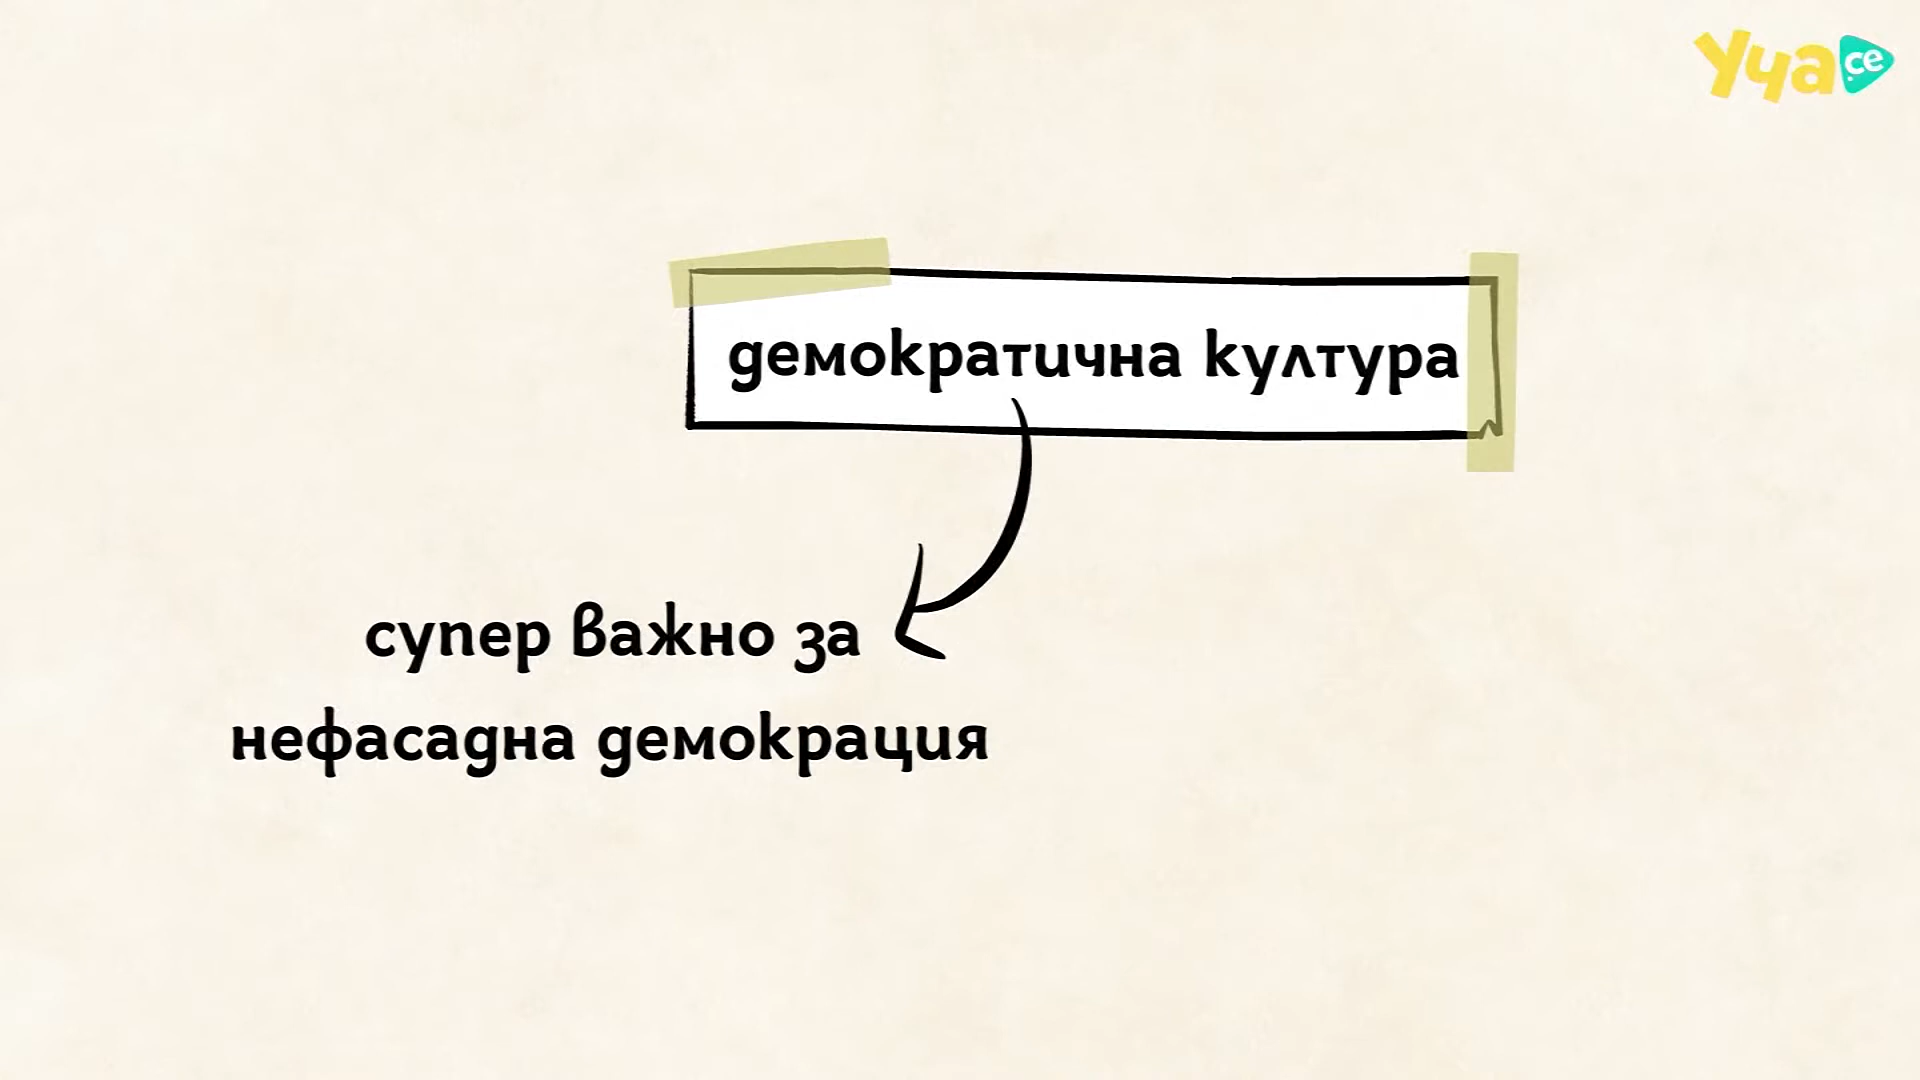 Уча.се
демократична култура
супер важно за
нефасадна демокрация